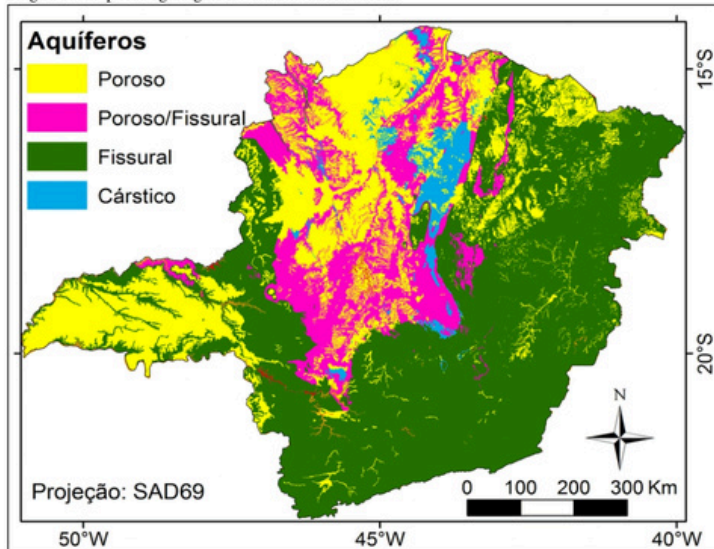 Aquíferos
Poroso
Poroso/Fissural
Fissural
Cárstico
15°S
20°S
N
Projeção: SAD69
0 100 200 300 Km
50°W 45°W 40°W